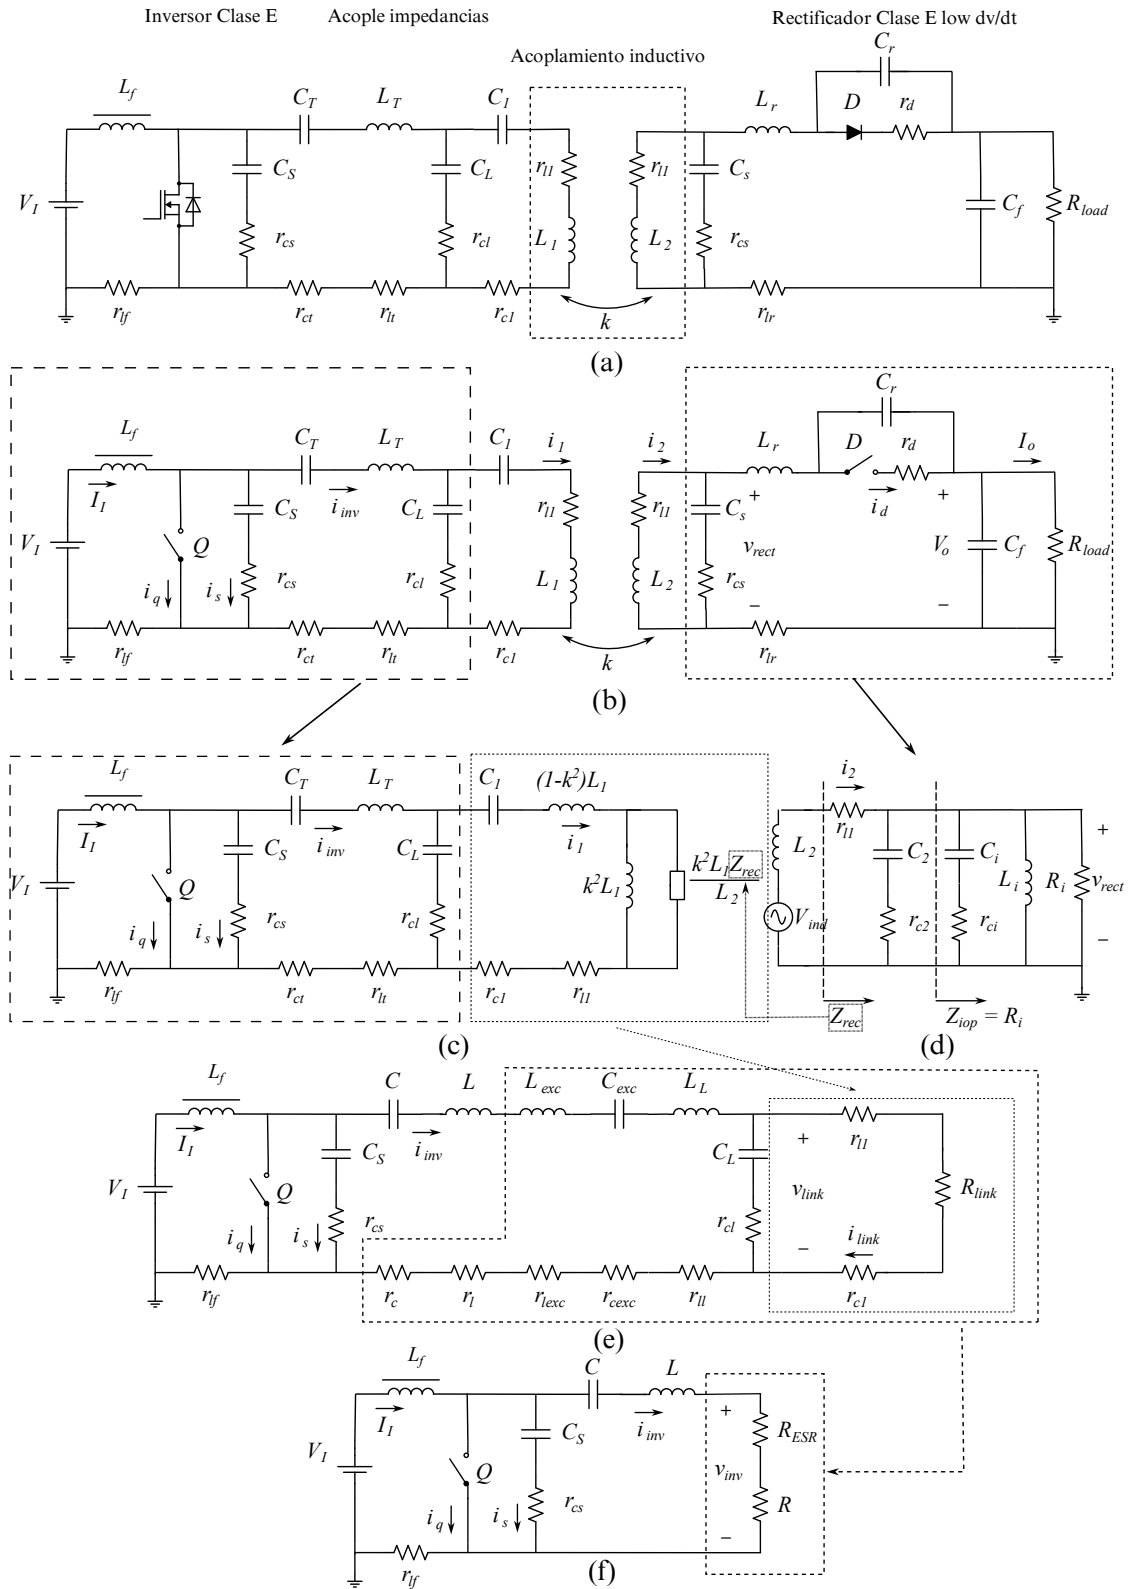 Inversor Clase E Acople impedancias Rectificador Clase E low dv/dt
Acoplamiento inductivo
C_r
L_f C_T L_T C_1 L_r D r_d
V_I C_S C_L r_l1 r_l1 C_s C_f R_load
r_cs r_cl L_1 L_2 r_cs
r_lf r_ct r_lt r_c1 k r_lr
(a)
C_r
L_f C_T L_T C_1 i_1 i_2 L_r D r_d I_o
I_I C_S i_inv C_L r_l1 r_l1 C_s + i_d +
V_I Q v_rect V_o C_f R_load
i_q i_s r_cs r_cl L_1 L_2 r_cs − −
r_lf r_ct r_lt r_c1 k r_lr
(b)
L_f C_T L_T C_1 (1-k²)L_1 i_2
I_I C_S i_inv C_L i_1 L_2 r_l1 C_2 C_i +
V_I Q k²L_1 k²L_1Z_rec L_i R_i v_rect
L_2
i_q i_s r_cs r_cl V_ind r_c2 r_ci −
r_lf r_ct r_lt r_c1 r_l1 Z_rec Z_iop = R_i
(c) (d)
L_f C L L_exc C_exc L_L
I_I C_S i_inv C_L + r_l1
V_I Q v_link R_link
i_q i_s r_cs r_cl − i_link
r_lf r_c r_l r_lexc r_cexc r_ll r_c1
(e)
L_f C L
I_I C_S i_inv + R_ESR
V_I Q v_inv
i_q i_s r_cs R
−
r_lf (f)